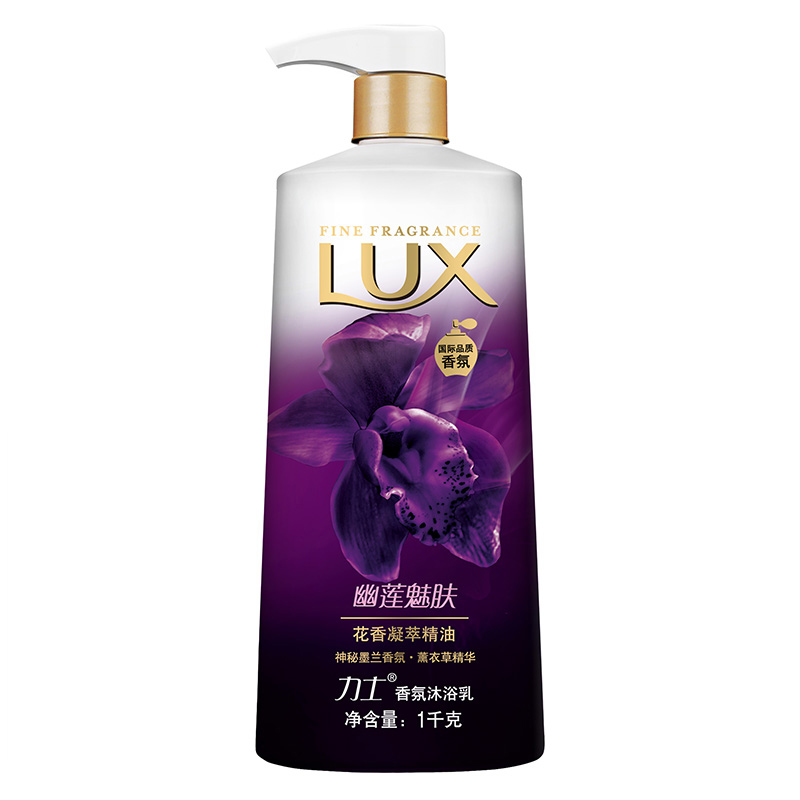 FINE FRAGRANCE
LUX
国际品质
香氛
幽莲魅肤
花香凝萃精油
神秘墨兰香氛·薰衣草精华
力士® 香氛沐浴乳
净含量：1千克